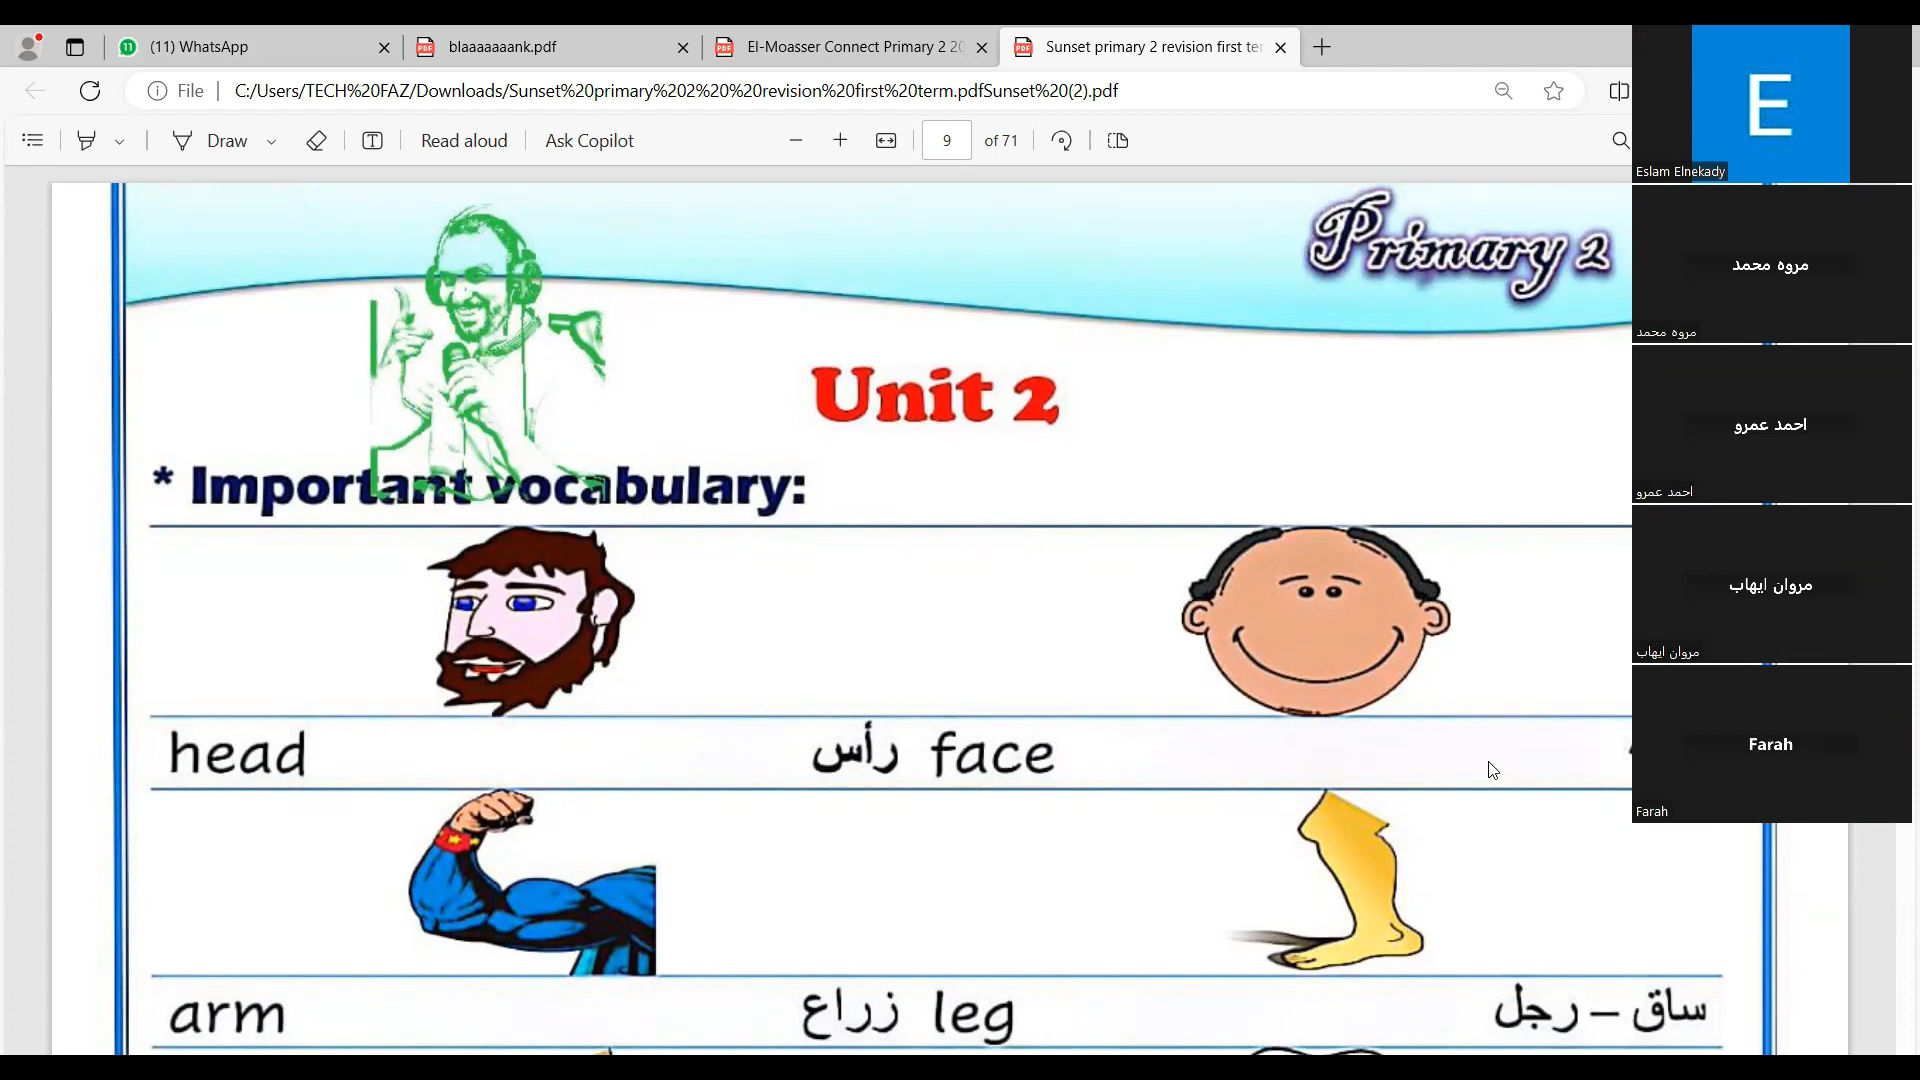 (11) WhatsApp
blaaaaaaank.pdf
El-Moasser Connect Primary 2 20
Sunset primary 2 revision first te
File
C:/Users/TECH%20FAZ/Downloads/Sunset%20primary%202%20%20revision%20first%20term.pdfSunset%20(2).pdf
Draw
Read aloud
Ask Copilot
9 of 71
Primary 2
Unit 2
* Important vocabulary:
head رأس face
arm زراع leg ساق – رجل
E
Eslam Elnekady
مروه محمد
مروه محمد
احمد عمرو
احمد عمرو
مروان ايهاب
مروان ايهاب
Farah
Farah